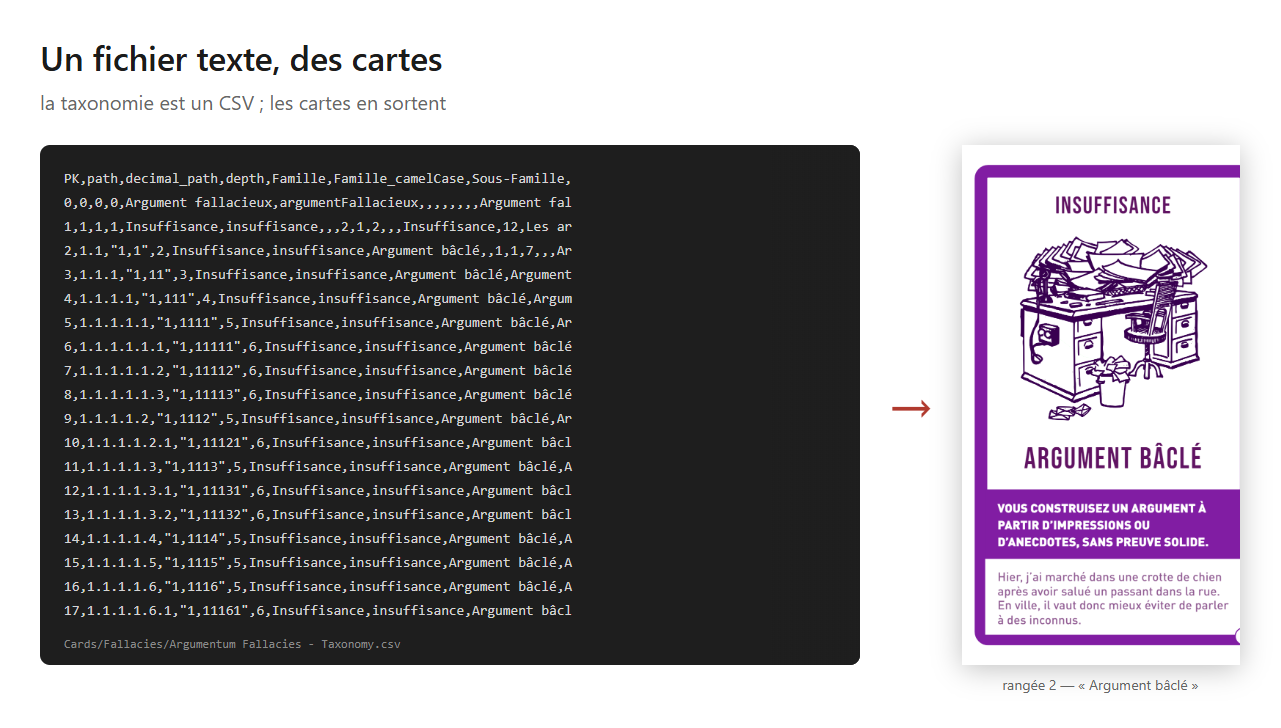 Un fichier texte, des cartes
la taxonomie est un CSV ; les cartes en sortent
PK,path,decimal_path,depth,Famille,Famille_camelCase,Sous-Famille,
0,0,0,0,Argument fallacieux,argumentFallacieux,,,,,,,,Argument fal
1,1,1,1,Insuffisance,insuffisance,,,2,1,2,,,Insuffisance,12,Les ar
2,1.1,"1,1",2,Insuffisance,insuffisance,Argument bâclé,,1,1,7,,,Ar
3,1.1.1,"1,11",3,Insuffisance,insuffisance,Argument bâclé,Argument
4,1.1.1.1,"1,111",4,Insuffisance,insuffisance,Argument bâclé,Argum
5,1.1.1.1.1,"1,1111",5,Insuffisance,insuffisance,Argument bâclé,Ar
6,1.1.1.1.1.1,"1,11111",6,Insuffisance,insuffisance,Argument bâclé
7,1.1.1.1.1.2,"1,11112",6,Insuffisance,insuffisance,Argument bâclé
8,1.1.1.1.1.3,"1,11113",6,Insuffisance,insuffisance,Argument bâclé
9,1.1.1.1.2,"1,1112",5,Insuffisance,insuffisance,Argument bâclé,Ar
10,1.1.1.1.2.1,"1,11121",6,Insuffisance,insuffisance,Argument bâcl
11,1.1.1.1.3,"1,1113",5,Insuffisance,insuffisance,Argument bâclé,A
12,1.1.1.1.3.1,"1,11131",6,Insuffisance,insuffisance,Argument bâcl
13,1.1.1.1.3.2,"1,11132",6,Insuffisance,insuffisance,Argument bâcl
14,1.1.1.1.4,"1,1114",5,Insuffisance,insuffisance,Argument bâclé,A
15,1.1.1.1.5,"1,1115",5,Insuffisance,insuffisance,Argument bâclé,A
16,1.1.1.1.6,"1,1116",5,Insuffisance,insuffisance,Argument bâclé,A
17,1.1.1.1.6.1,"1,11161",6,Insuffisance,insuffisance,Argument bâcl
Cards/Fallacies/Argumentum Fallacies - Taxonomy.csv
→
INSUFFISANCE
ARGUMENT BÂCLÉ
VOUS CONSTRUISEZ UN ARGUMENT À
PARTIR D'IMPRESSIONS OU
D'ANECDOTES, SANS PREUVE SOLIDE.
Hier, j'ai marché dans une crotte de chien
après avoir salué un passant dans la rue.
En ville, il vaut donc mieux éviter de parler
à des inconnus.
rangée 2 — « Argument bâclé »